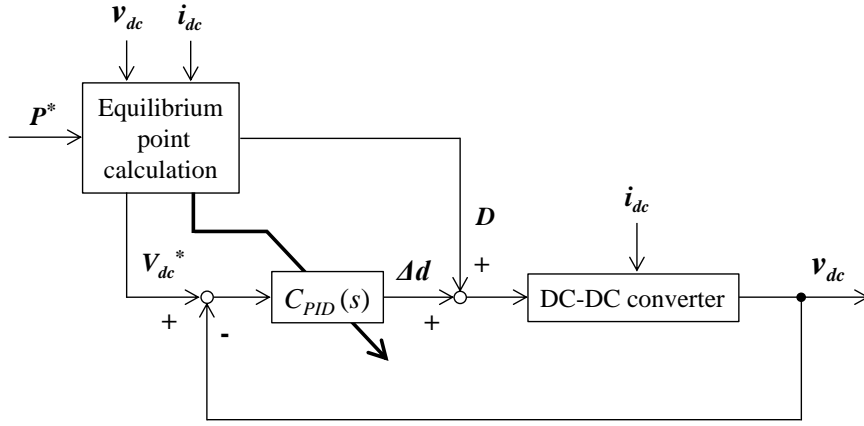 v_dc
i_dc
P*
Equilibrium
point
calculation
i_dc
D
V_dc*
Δd
+
v_dc
C_PID(s)
DC-DC converter
+
-
+